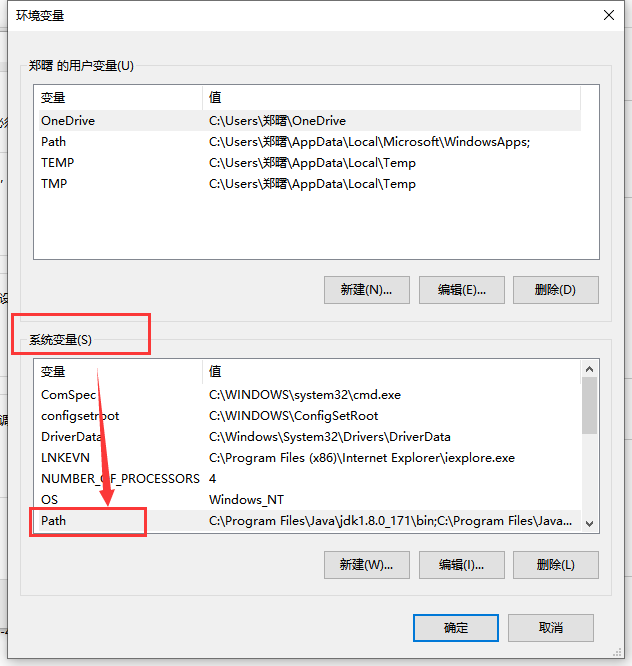 环境变量
郑曙 的用户变量(U)
变量 值
OneDrive C:\Users\郑曙\OneDrive
Path C:\Users\郑曙\AppData\Local\Microsoft\WindowsApps;
TEMP C:\Users\郑曙\AppData\Local\Temp
TMP C:\Users\郑曙\AppData\Local\Temp
新建(N)... 编辑(E)... 删除(D)
系统变量(S)
变量 值
ComSpec C:\WINDOWS\system32\cmd.exe
configsetroot C:\WINDOWS\ConfigSetRoot
DriverData C:\Windows\System32\Drivers\DriverData
LNKEVN C:\Program Files (x86)\Internet Explorer\iexplore.exe
NUMBER_OF_PROCESSORS 4
OS Windows_NT
Path C:\Program Files\Java\jdk1.8.0_171\bin;C:\Program Files\Java...
新建(W)... 编辑(I)... 删除(L)
确定 取消